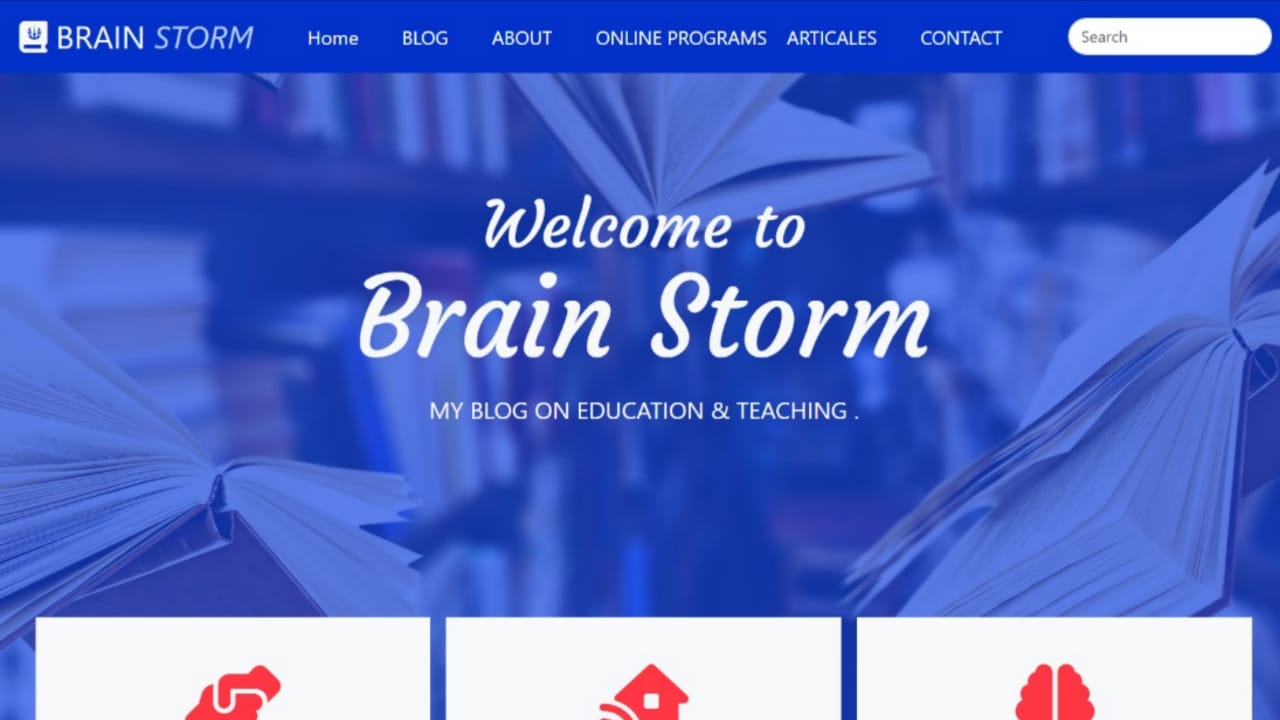 BRAIN STORM Home BLOG ABOUT ONLINE PROGRAMS ARTICALES CONTACT Search
Welcome to
Brain Storm
MY BLOG ON EDUCATION & TEACHING .